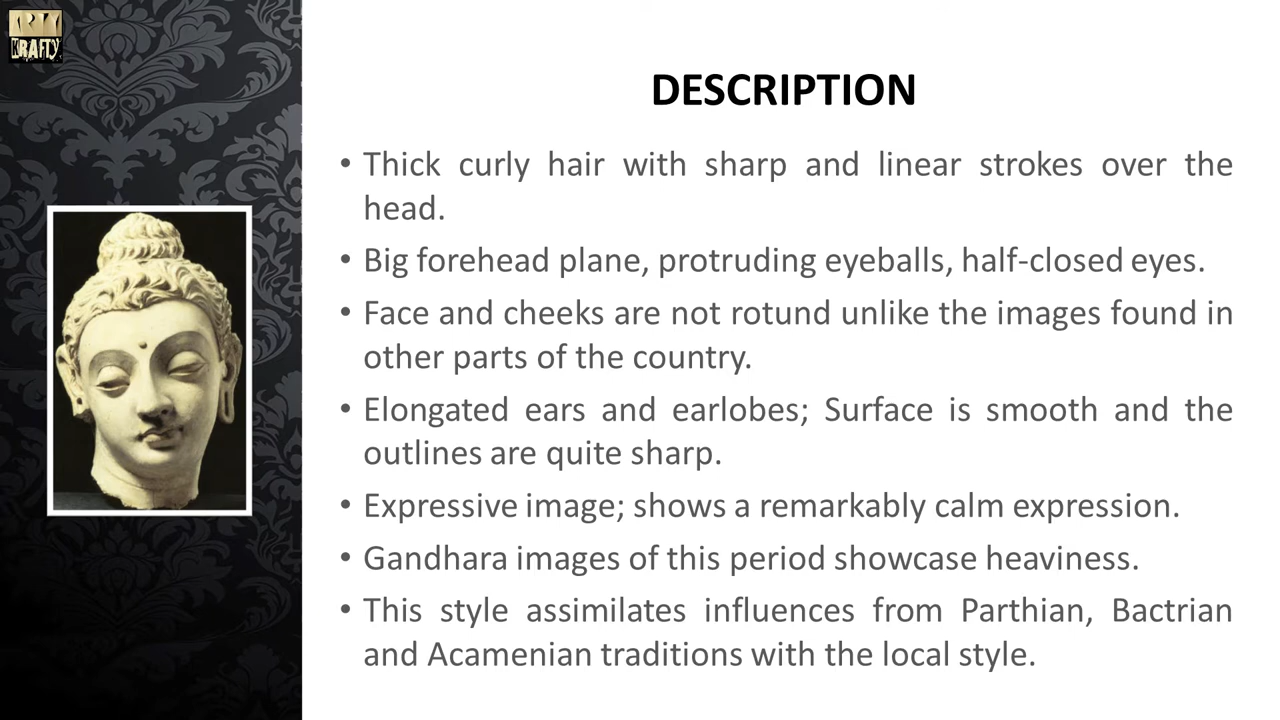 KRAFTY
DESCRIPTION
• Thick curly hair with sharp and linear strokes over the
head.
• Big forehead plane, protruding eyeballs, half-closed eyes.
• Face and cheeks are not rotund unlike the images found in
other parts of the country.
• Elongated ears and earlobes; Surface is smooth and the
outlines are quite sharp.
• Expressive image; shows a remarkably calm expression.
• Gandhara images of this period showcase heaviness.
• This style assimilates influences from Parthian, Bactrian
and Acamenian traditions with the local style.